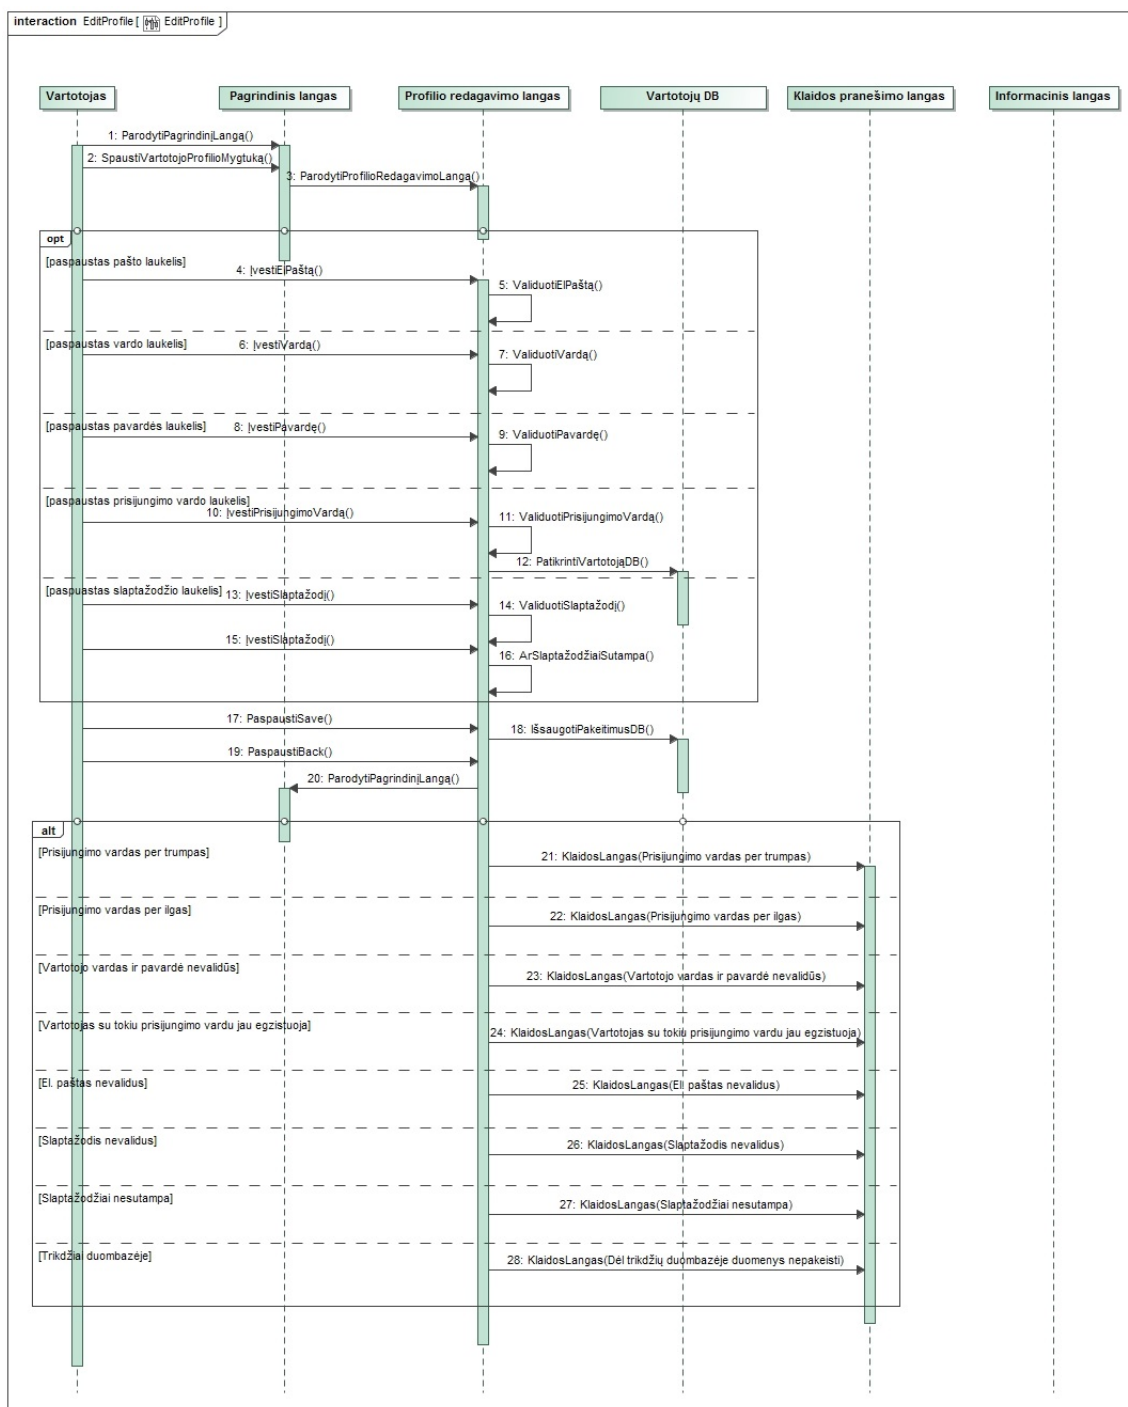 interaction EditProfile [ EditProfile ]
Vartotojas
Pagrindinis langas
Profilio redagavimo langas
Vartotojų DB
Klaidos pranešimo langas
Informacinis langas
1: ParodytiPagrindinįLangą()
2: SpaustiVartotojoProfilioMygtuką()
3: ParodytiProfilioRedagavimoLangą()
opt
[paspaustas pašto laukelis]
4: ĮvestiElPaštą()
5: ValiduotiElPaštą()
[paspaustas vardo laukelis]
6: ĮvestiVardą()
7: ValiduotiVardą()
[paspaustas pavardės laukelis]
8: ĮvestiPavardę()
9: ValiduotiPavardę()
[paspaustas prisijungimo vardo laukelis]
10: ĮvestiPrisijungimoVardą()
11: ValiduotiPrisijungimoVardą()
12: PatikrintiVartotojąDB()
[paspuastas slaptažodžio laukelis]
13: ĮvestiSlaptažodį()
14: ValiduotiSlaptažodį()
15: ĮvestiSlaptažodį()
16: ArSlaptažodžiaiSutampa()
17: PaspaustiSave()
18: IšsaugotiPakeitimusDB()
19: PaspaustiBack()
20: ParodytiPagrindinįLangą()
alt
[Prisijungimo vardas per trumpas]
21: KlaidosLangas(Prisijungimo vardas per trumpas)
[Prisijungimo vardas per ilgas]
22: KlaidosLangas(Prisijungimo vardas per ilgas)
[Vartotojo vardas ir pavardė nevalidūs]
23: KlaidosLangas(Vartotojo vardas ir pavardė nevalidūs)
[Vartotojas su tokiu prisijungimo vardu jau egzistuoja]
24: KlaidosLangas(Vartotojas su tokiu prisijungimo vardu jau egzistuoja)
[El. paštas nevalidus]
25: KlaidosLangas(El. paštas nevalidus)
[Slaptažodis nevalidus]
26: KlaidosLangas(Slaptažodis nevalidus)
[Slaptažodžiai nesutampa]
27: KlaidosLangas(Slaptažodžiai nesutampa)
[Trikdžiai duombazėje]
28: KlaidosLangas(Dėl trikdžių duombazėje duomenys nepakeisti)